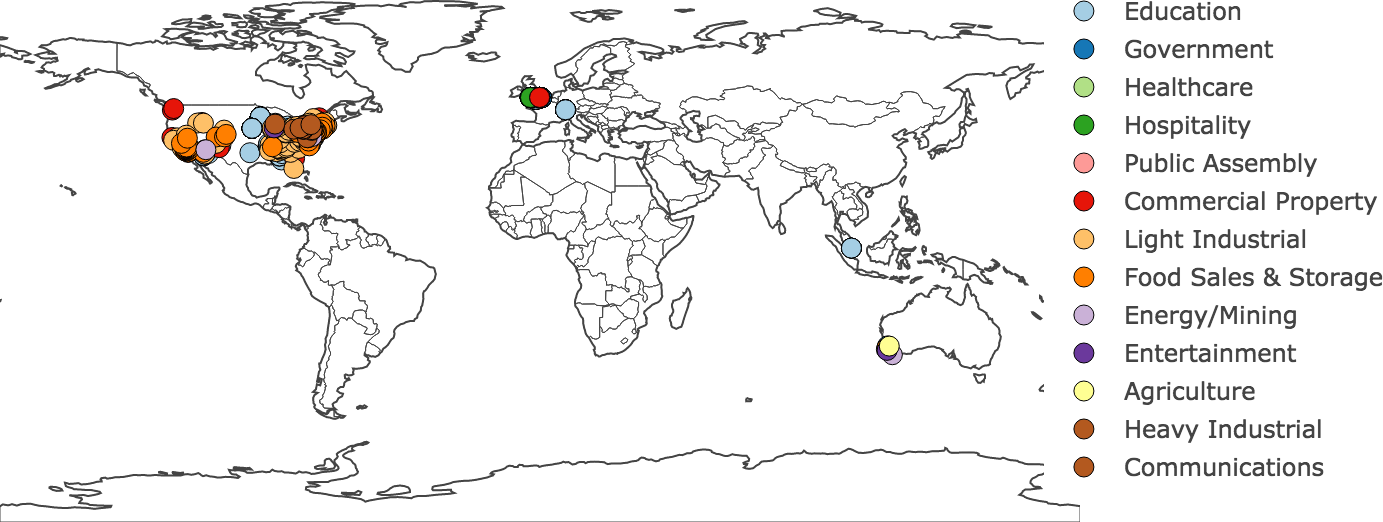 Education
Government
Healthcare
Hospitality
Public Assembly
Commercial Property
Light Industrial
Food Sales & Storage
Energy/Mining
Entertainment
Agriculture
Heavy Industrial
Communications